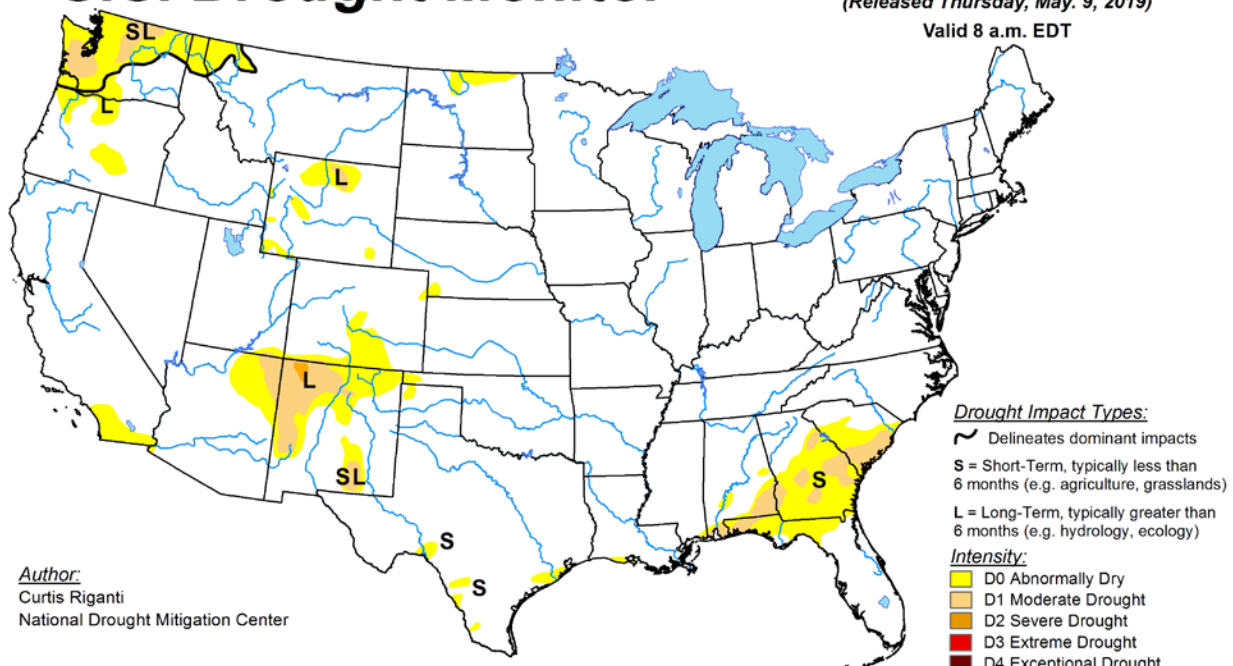 U.S. Drought Monitor
(Released Thursday, May. 9, 2019)
Valid 8 a.m. EDT
SL
L
L
L
SL
S
S
S
Drought Impact Types:
Delineates dominant impacts
S = Short-Term, typically less than
6 months (e.g. agriculture, grasslands)
L = Long-Term, typically greater than
6 months (e.g. hydrology, ecology)
Intensity:
D0 Abnormally Dry
D1 Moderate Drought
D2 Severe Drought
D3 Extreme Drought
D4 Exceptional Drought
Author:
Curtis Riganti
National Drought Mitigation Center